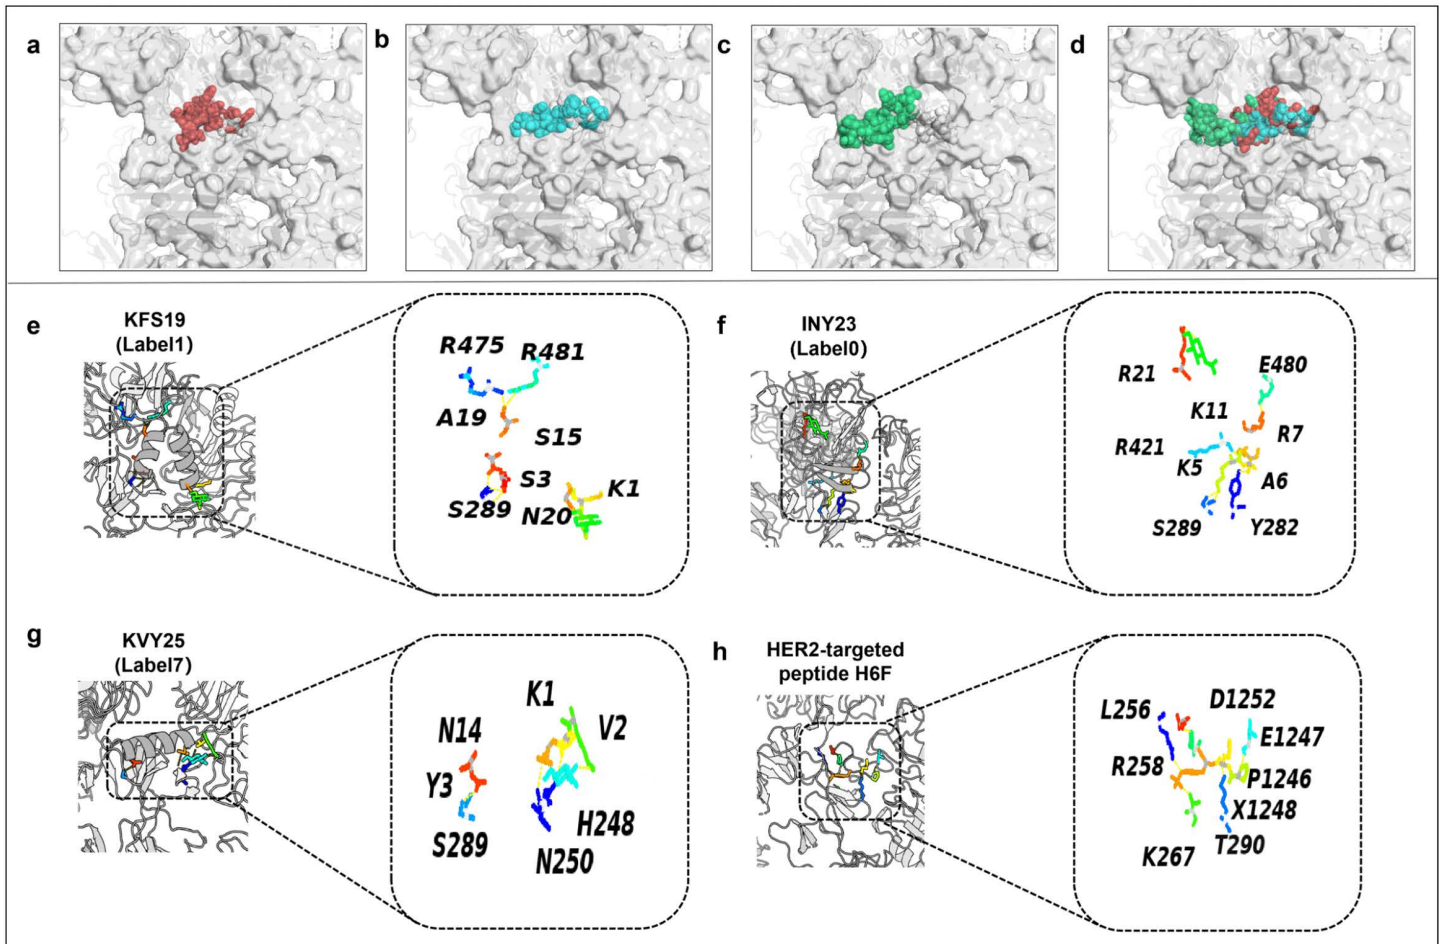 a
b
c
d
e
KFS19
(Label1)
R475
R481
A19
S15
S3
K1
S289
N20
f
INY23
(Label0)
R21
E480
K11
R7
R421
K5
A6
S289
Y282
g
KVY25
(Label7)
K1
N14
V2
Y3
H248
S289
N250
h
HER2-targeted
peptide H6F
L256
D1252
E1247
R258
P1246
X1248
T290
K267